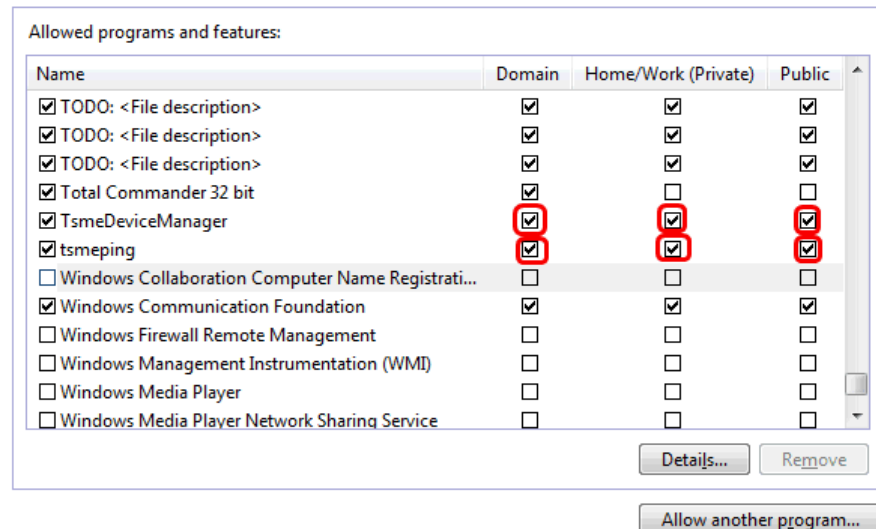 Allowed programs and features:
Name Domain Home/Work (Private) Public
TODO: <File description>
TODO: <File description>
TODO: <File description>
Total Commander 32 bit
TsmeDeviceManager
tsmeping
Windows Collaboration Computer Name Registrati...
Windows Communication Foundation
Windows Firewall Remote Management
Windows Management Instrumentation (WMI)
Windows Media Player
Windows Media Player Network Sharing Service
Details... Remove
Allow another program...